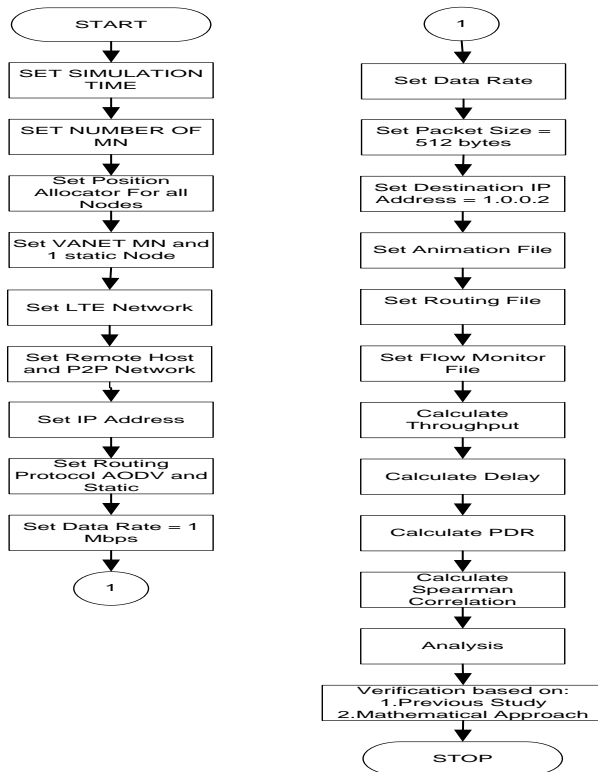 START
SET SIMULATION
TIME
SET NUMBER OF
MN
Set Position
Allocator For all
Nodes
Set VANET MN and
1 static Node
Set LTE Network
Set Remote Host
and P2P Network
Set IP Address
Set Routing
Protocol AODV and
Static
Set Data Rate = 1
Mbps
1
1
Set Data Rate
Set Packet Size =
512 bytes
Set Destination IP
Address = 1.0.0.2
Set Animation File
Set Routing File
Set Flow Monitor
File
Calculate
Throughput
Calculate Delay
Calculate PDR
Calculate
Spearman
Correlation
Analysis
Verification based on:
1.Previous Study
2.Mathematical Approach
STOP